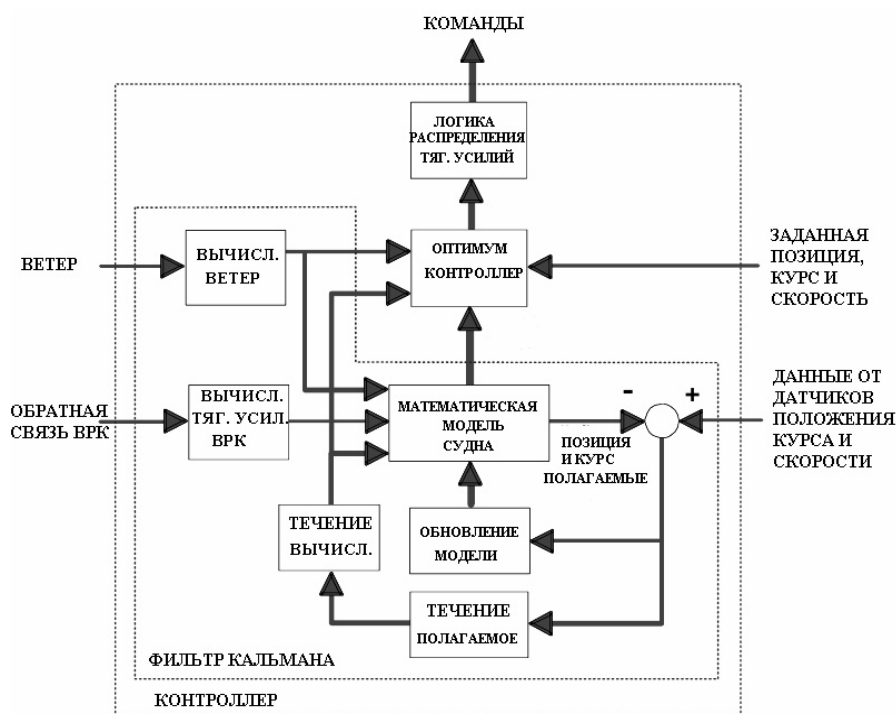 КОМАНДЫ
ЛОГИКА
РАСПРЕДЕЛЕНИЯ
ТЯГ. УСИЛИЙ
ВЕТЕР
ВЫЧИСЛ.
ВЕТЕР
ОПТИМУМ
КОНТРОЛЛЕР
ЗАДАННАЯ
ПОЗИЦИЯ,
КУРС И
СКОРОСТЬ
ОБРАТНАЯ
СВЯЗЬ ВРК
ВЫЧИСЛ.
ТЯГ. УСИЛ.
ВРК
МАТЕМАТИЧЕСКАЯ
МОДЕЛЬ
СУДНА
-
+
ПОЗИЦИЯ
И КУРС
ПОЛАГАЕМЫЕ
ДАННЫЕ ОТ
ДАТЧИКОВ
ПОЛОЖЕНИЯ
КУРСА И
СКОРОСТИ
ТЕЧЕНИЕ
ВЫЧИСЛ.
ОБНОВЛЕНИЕ
МОДЕЛИ
ТЕЧЕНИЕ
ПОЛАГАЕМОЕ
ФИЛЬТР КАЛЬМАНА
КОНТРОЛЛЕР